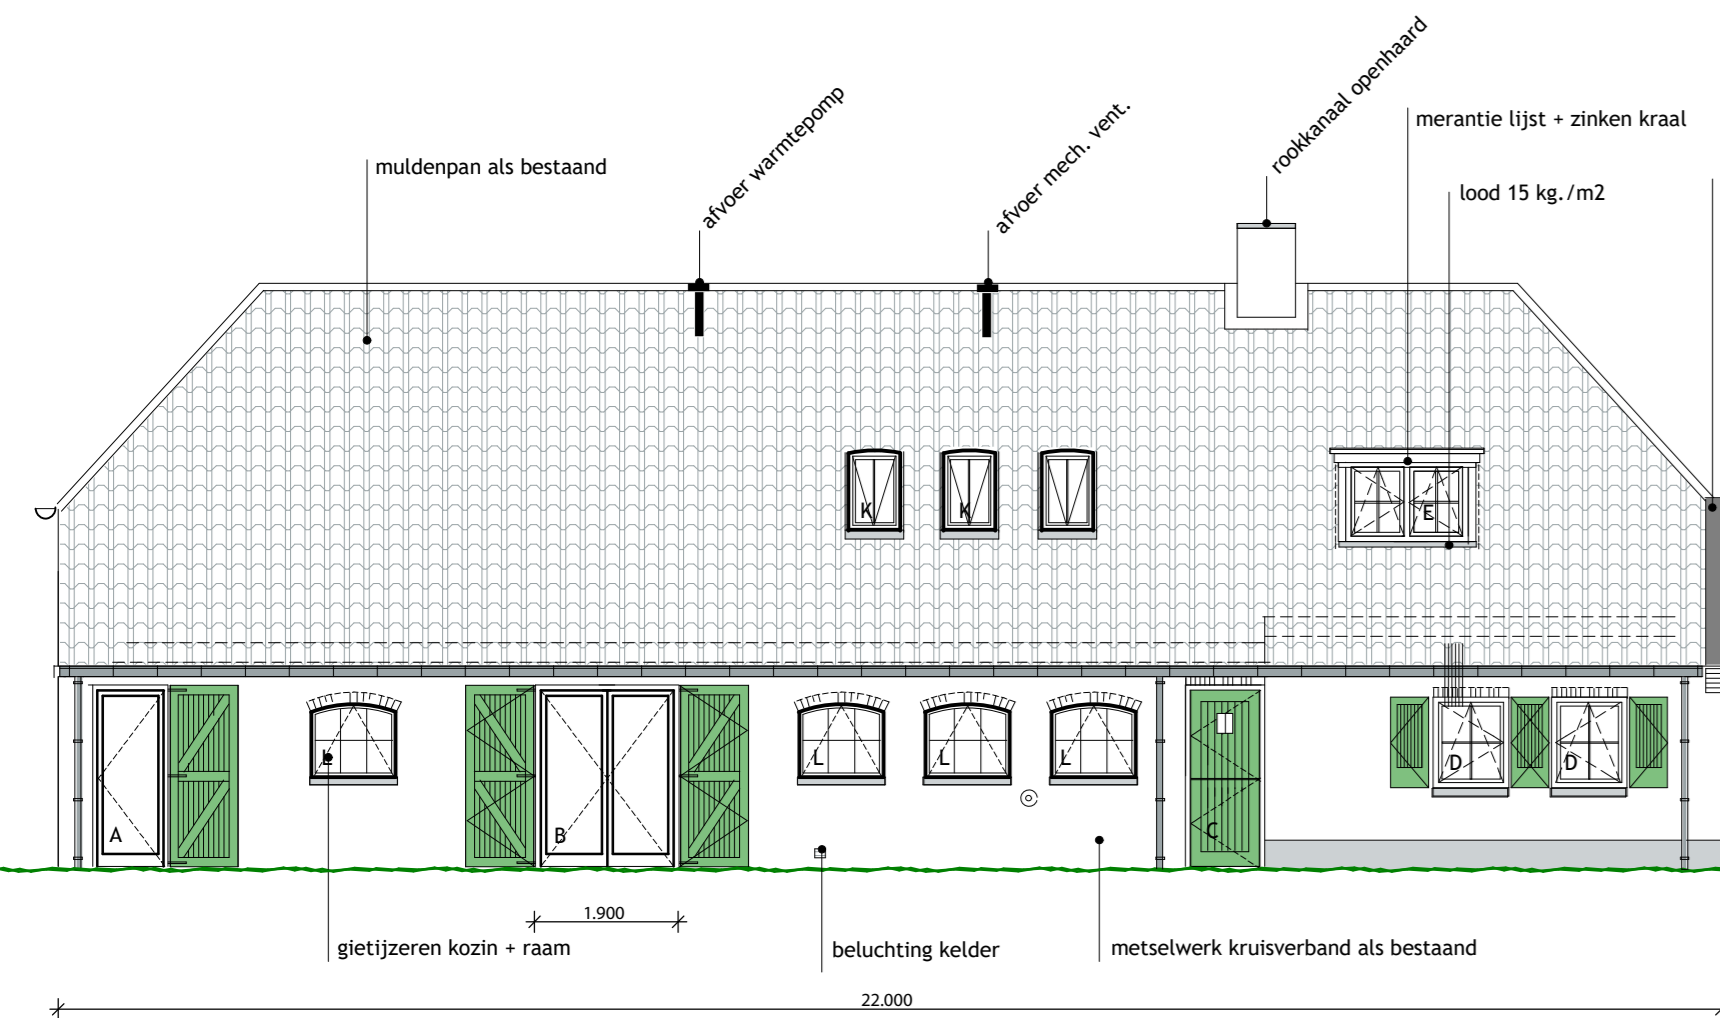 rookkanaal openhaard
afvoer warmtepomp
afvoer mech. vent.
merantie lijst + zinken kraal
muldenpan als bestaand
lood 15 kg./m2
K
K
E
L
L
L
L
D
D
A
B
C
1.900
gietijzeren kozin + raam
beluchting kelder
metselwerk kruisverband als bestaand
22.000